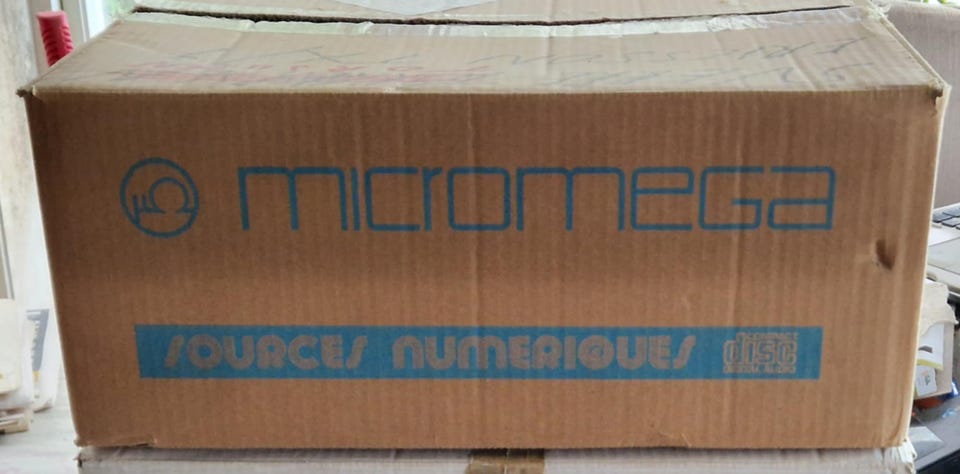 micromega
SOURCES NUMERIQUES
COMPACT
disc
DIGITAL AUDIO